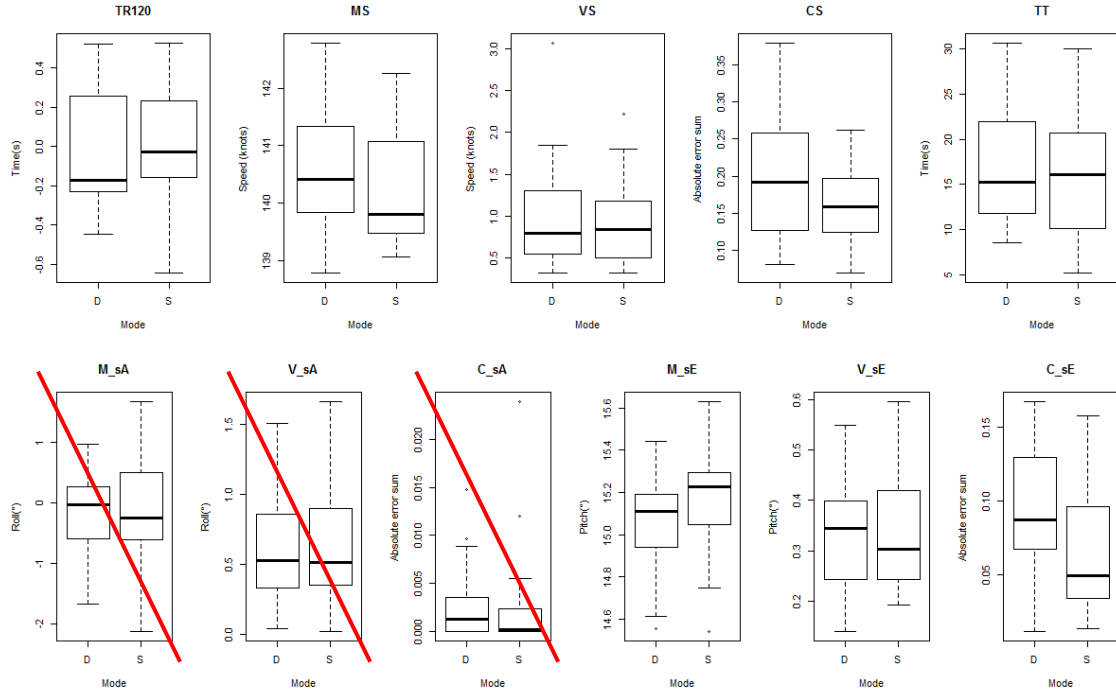 TR120
Time(s)
0.4
0.2
0.0
-0.2
-0.4
-0.6
D S
Mode
MS
Speed (knots)
142
141
140
139
D S
Mode
VS
Speed (knots)
3.0
2.5
2.0
1.5
1.0
0.5
D S
Mode
CS
Absolute error sum
0.35
0.30
0.25
0.20
0.15
0.10
D S
Mode
TT
Time(s)
30
25
20
15
10
5
D S
Mode
M_sA
Roll(°)
1
0
-1
-2
D S
Mode
V_sA
Roll(°)
1.5
1.0
0.5
0.0
D S
Mode
C_sA
Absolute error sum
0.020
0.015
0.010
0.005
0.000
D S
Mode
M_sE
Pitch(°)
15.6
15.4
15.2
15.0
14.8
14.6
D S
Mode
V_sE
Pitch(°)
0.6
0.5
0.4
0.3
0.2
D S
Mode
C_sE
Absolute error sum
0.15
0.10
0.05
D S
Mode